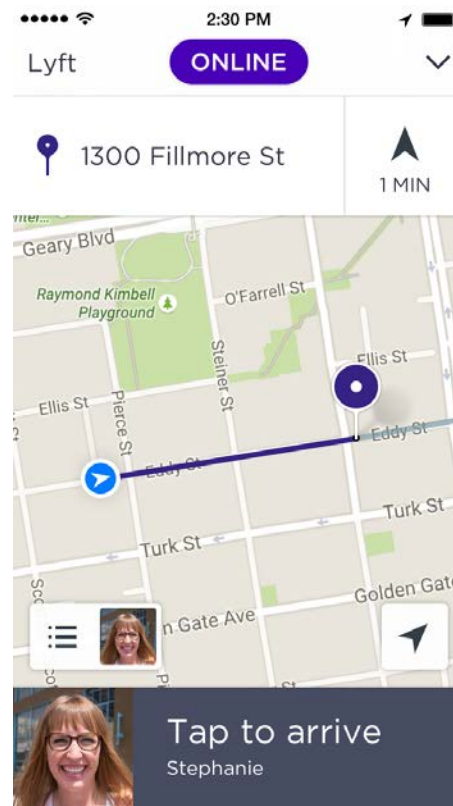 2:30 PM
Lyft
ONLINE
1300 Fillmore St
1 MIN
Geary Blvd
Raymond Kimbell
Playground
O'Farrell St
Steiner St
Ellis St
Ellis St
Pierce St
Eddy St
Eddy St
Turk St
Turk St
Golden Gate
n Gate Ave
Sco
Pi
Tap to arrive
Stephanie